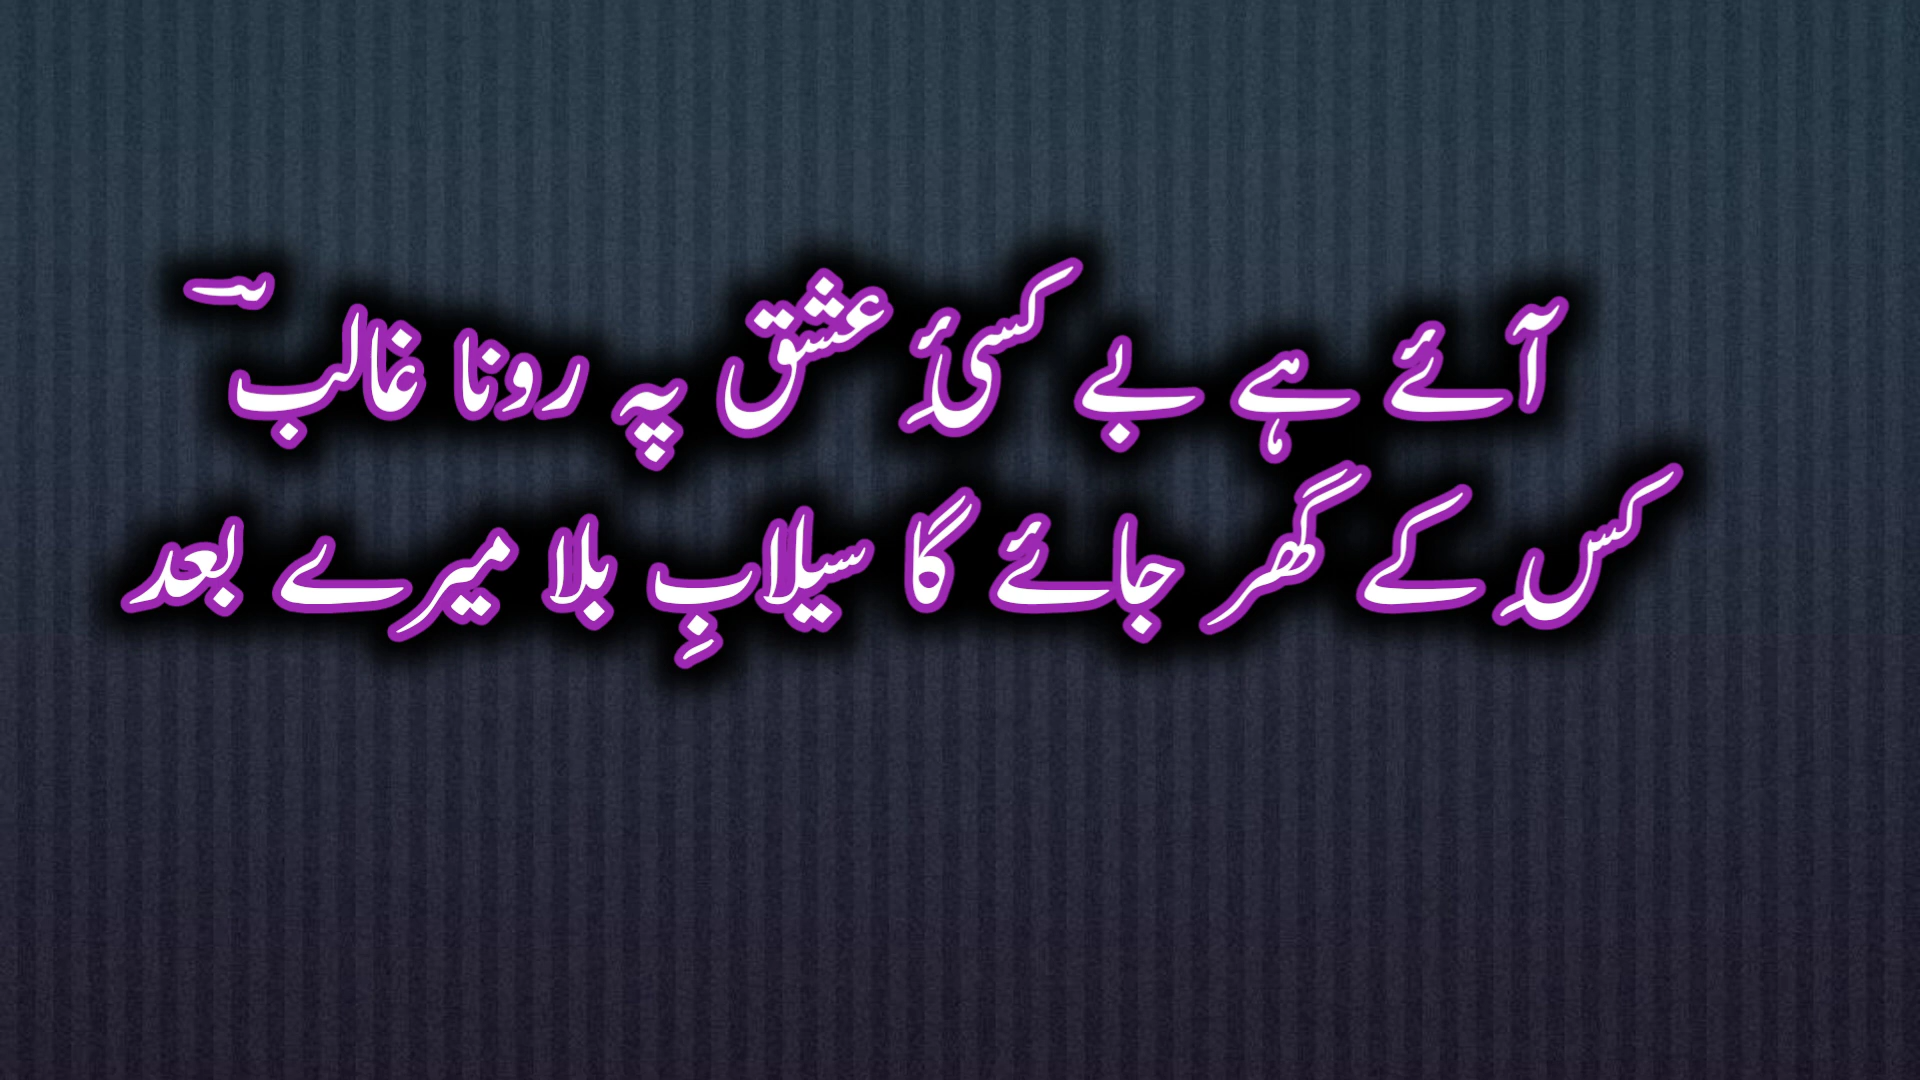 آئے ہے بے کسئِ عشق پہ رونا غالبؔ
کسِ کے گھر جائے گا سیلابِ بلا میرے بعد